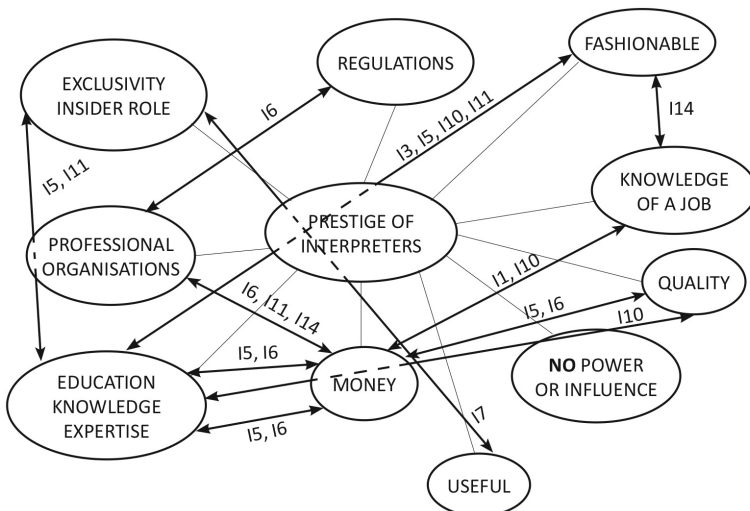 FASHIONABLE
REGULATIONS
EXCLUSIVITY
INSIDER ROLE
I6
I3, I5, I10, I11
I14
I5, I11
KNOWLEDGE
OF A JOB
PRESTIGE OF
INTERPRETERS
PROFESSIONAL
ORGANISATIONS
I1, I10
QUALITY
I6, I11, I14
I5, I6
I10
I5, I6
NO POWER
OR INFLUENCE
EDUCATION
KNOWLEDGE
EXPERTISE
MONEY
I5, I6
I7
USEFUL